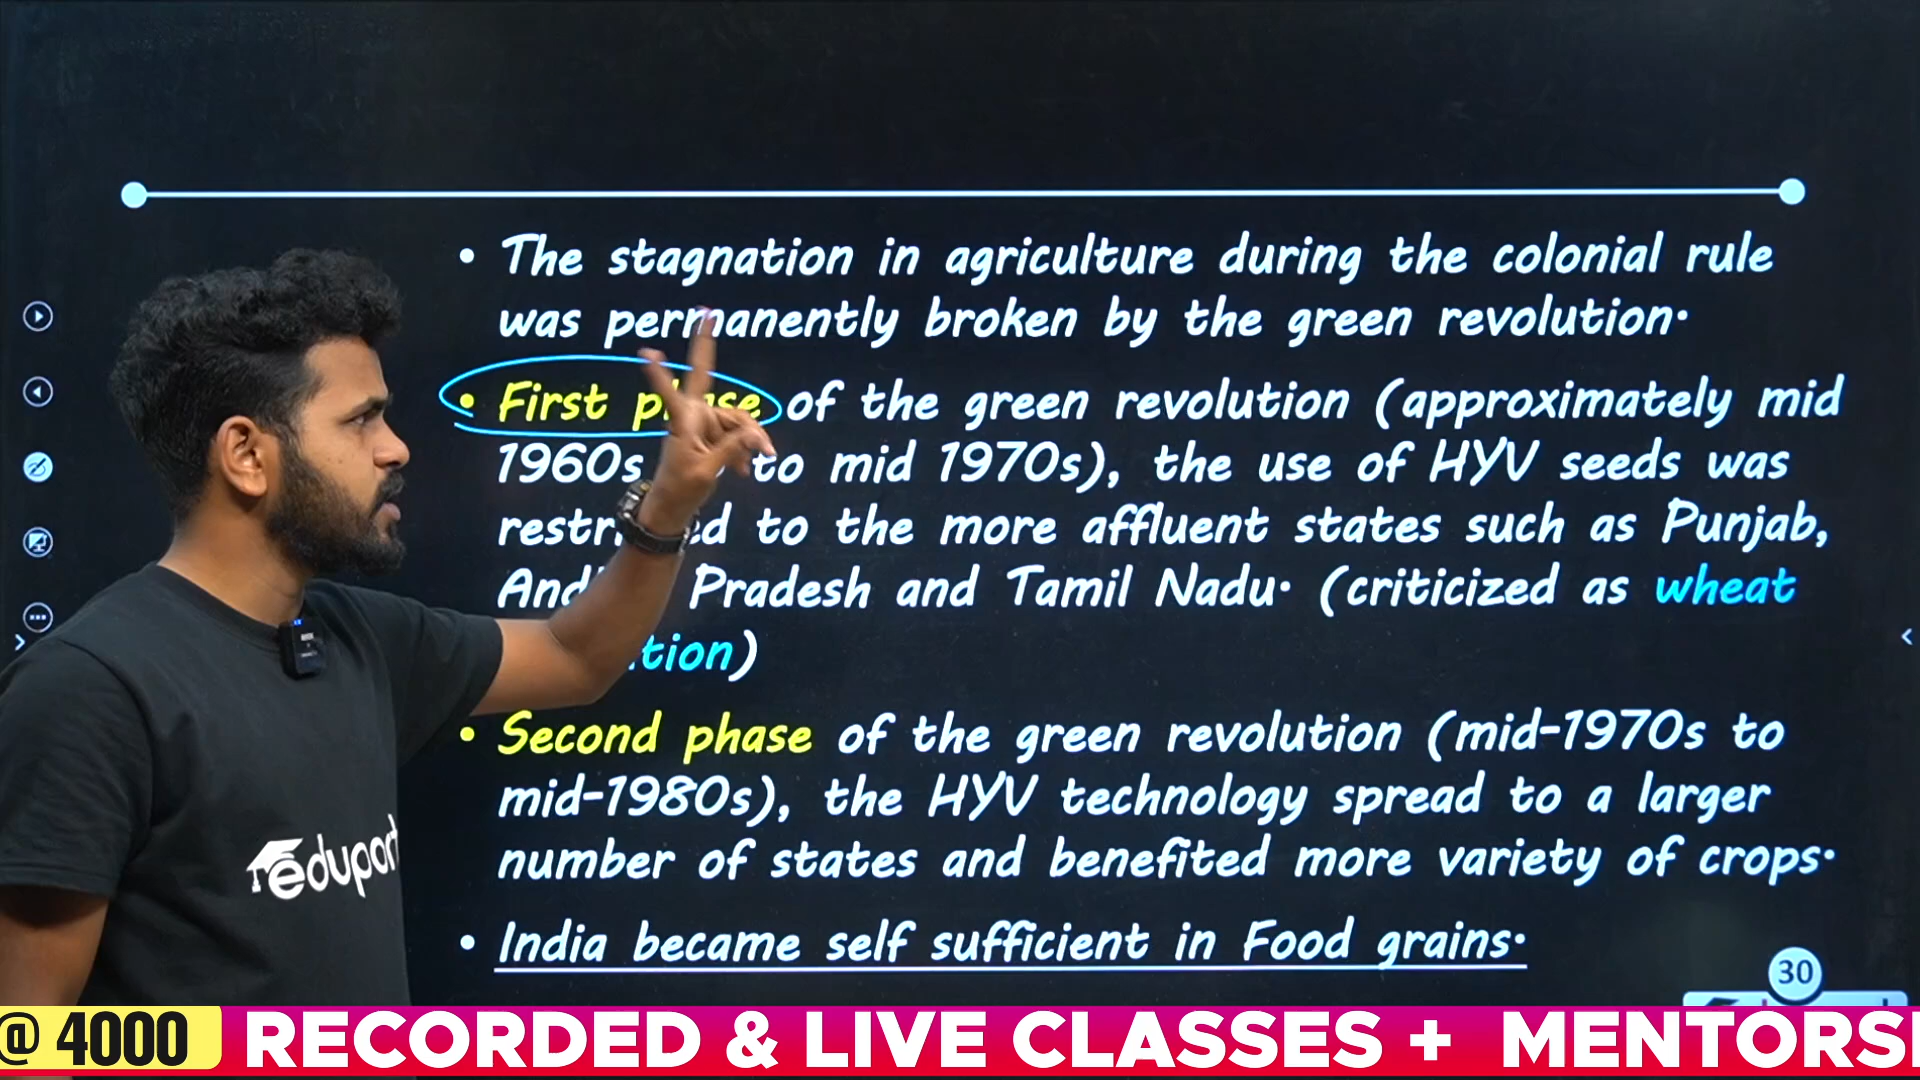 • The stagnation in agriculture during the colonial rule
was permanently broken by the green revolution.
• First phase of the green revolution (approximately mid
1960s to mid 1970s), the use of HYV seeds was
to the more affluent states such as Punjab,
Pradesh and Tamil Nadu. (criticized as wheat
)
• Second phase of the green revolution (mid-1970s to
mid-1980s), the HYV technology spread to a larger
number of states and benefited more variety of crops.
• India became self sufficient in Food grains.
eduport
30
@ 4000 RECORDED & LIVE CLASSES + MENTORS